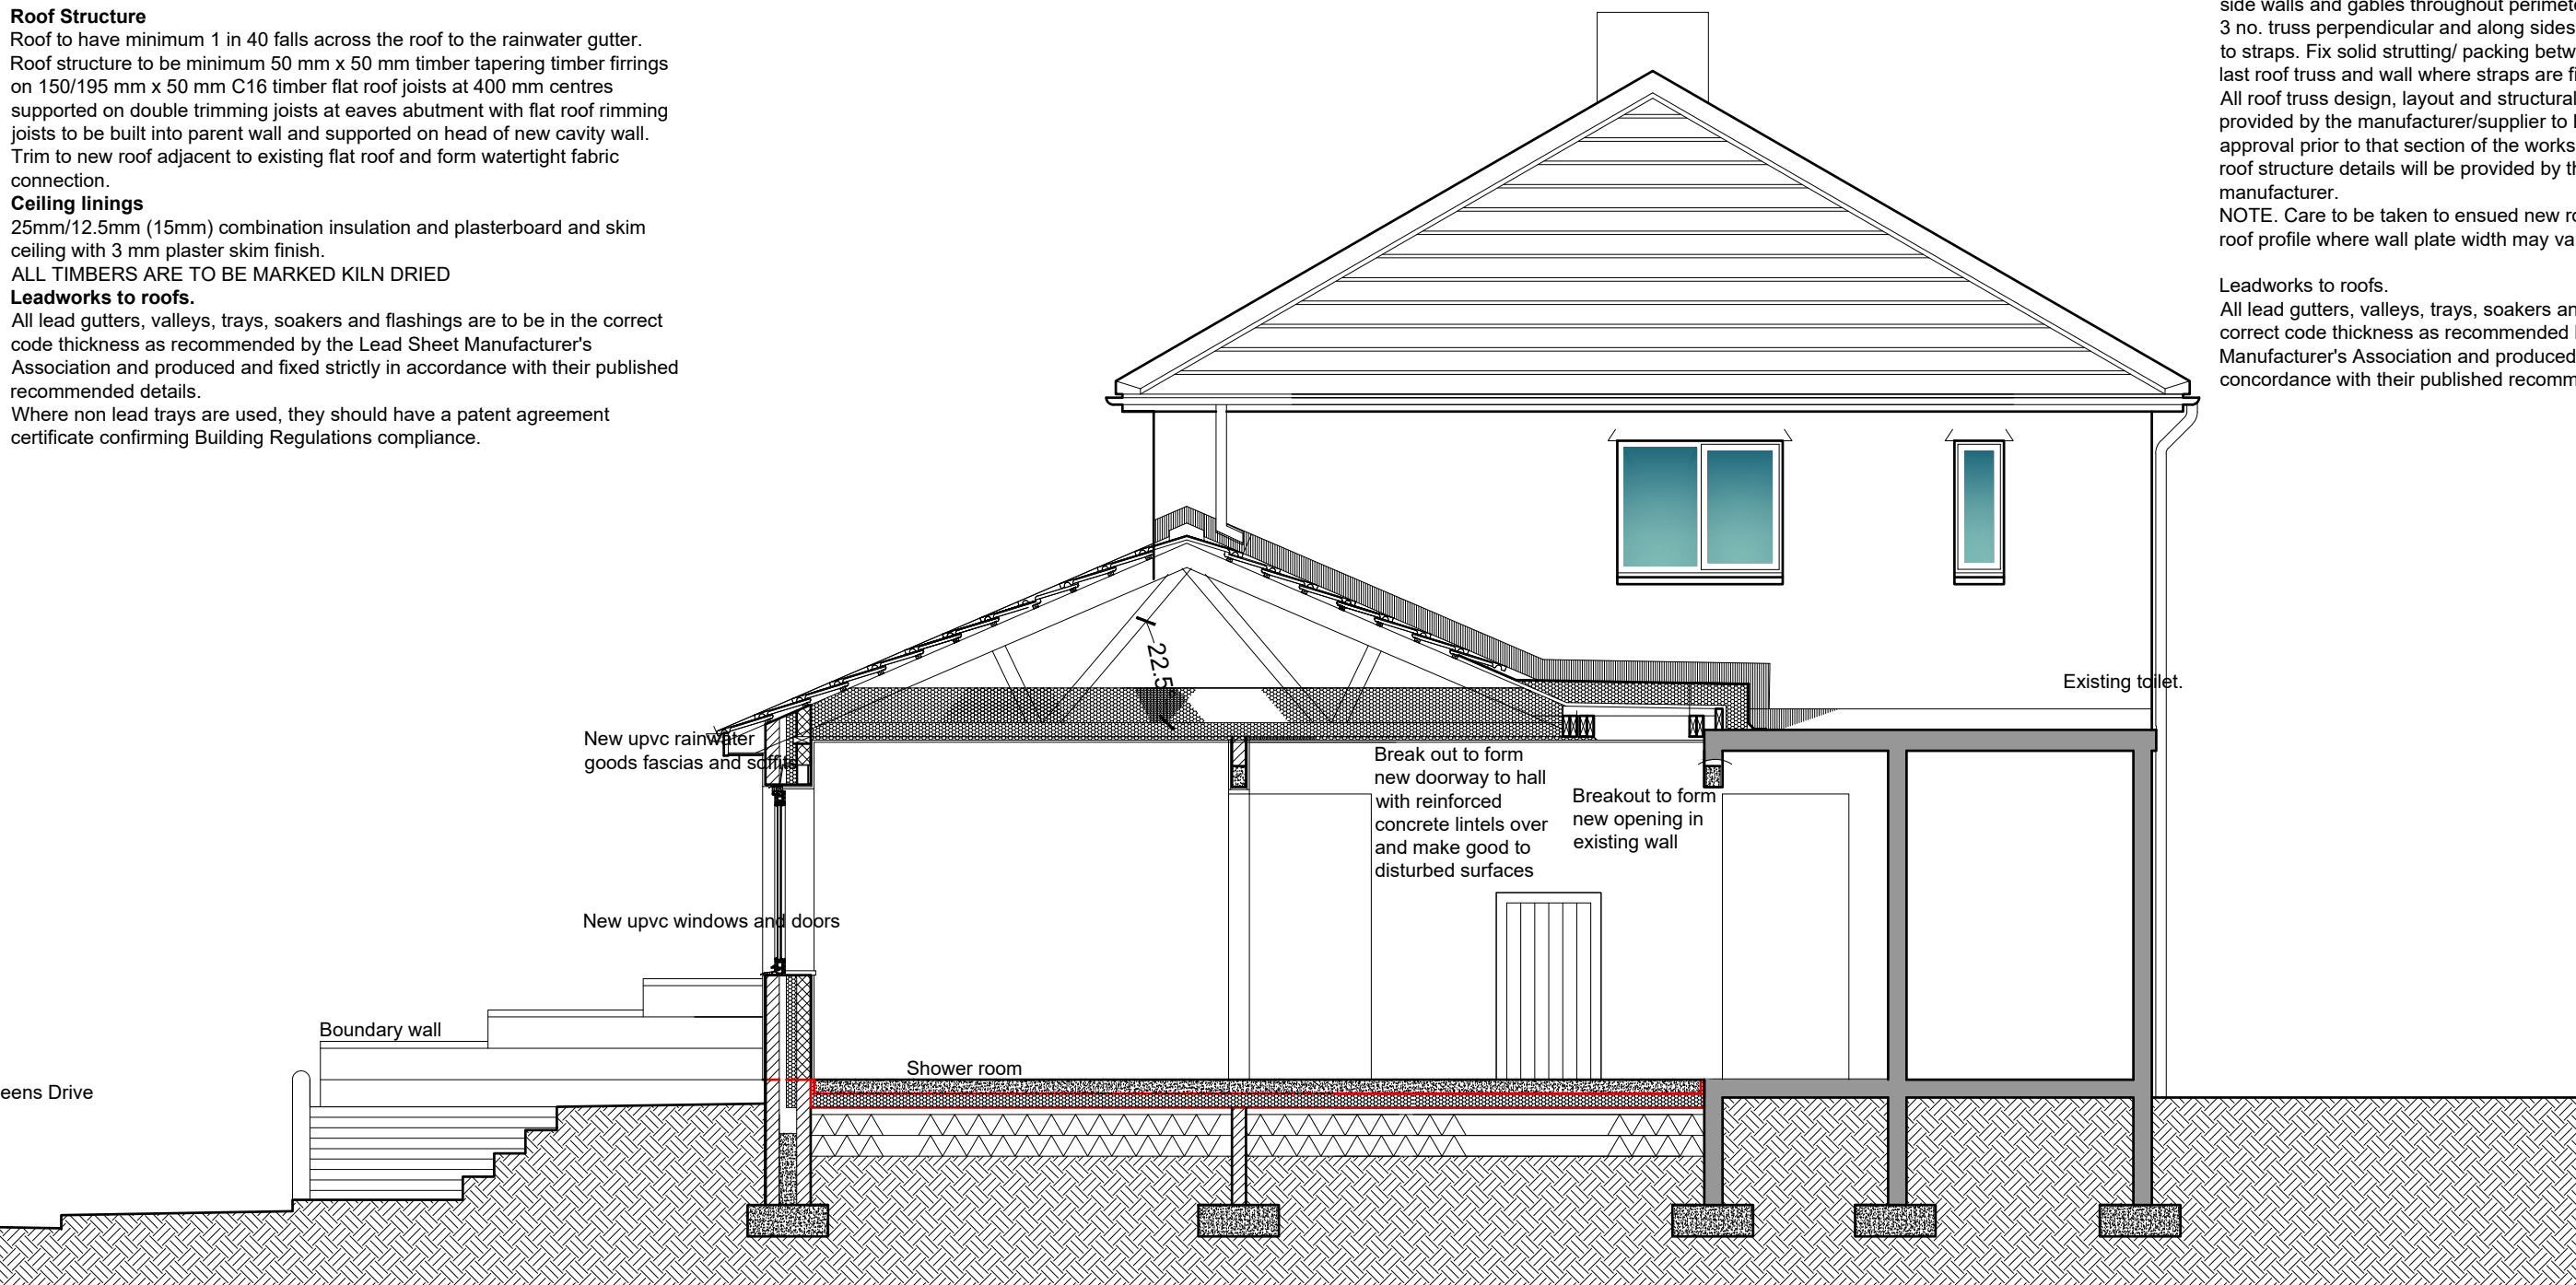 Roof Structure
Roof to have minimum 1 in 40 falls across the roof to the rainwater gutter.
Roof structure to be minimum 50 mm x 50 mm timber tapering timber firrings
on 150/195 mm x 50 mm C16 timber flat roof joists at 400 mm centres
supported on double trimming joists at eaves abutment with flat roof rimming
joists to be built into parent wall and supported on head of new cavity wall.
Trim to new roof adjacent to existing flat roof and form watertight fabric
connection.
Ceiling linings
25mm/12.5mm (15mm) combination insulation and plasterboard and skim
ceiling with 3 mm plaster skim finish.
ALL TIMBERS ARE TO BE MARKED KILN DRIED
Leadworks to roofs.
All lead gutters, valleys, trays, soakers and flashings are to be in the correct
code thickness as recommended by the Lead Sheet Manufacturer's
Association and produced and fixed strictly in accordance with their published
recommended details.
Where non lead trays are used, they should have a patent agreement
certificate confirming Building Regulations compliance.
side walls and gables throughout perimete
3 no. truss perpendicular and along sides
to straps. Fix solid strutting/ packing betw
last roof truss and wall where straps are fi
All roof truss design, layout and structural
provided by the manufacturer/supplier to
approval prior to that section of the works
roof structure details will be provided by th
manufacturer.
NOTE. Care to be taken to ensued new ro
roof profile where wall plate width may va
Leadworks to roofs.
All lead gutters, valleys, trays, soakers an
correct code thickness as recommended
Manufacturer's Association and produced
concordance with their published recomm
22.5
Existing toilet.
New upvc rainwater
goods fascias and soffits
Break out to form
new doorway to hall
with reinforced
concrete lintels over
and make good to
disturbed surfaces
Breakout to form
new opening in
existing wall
New upvc windows and doors
Boundary wall
Shower room
eens Drive